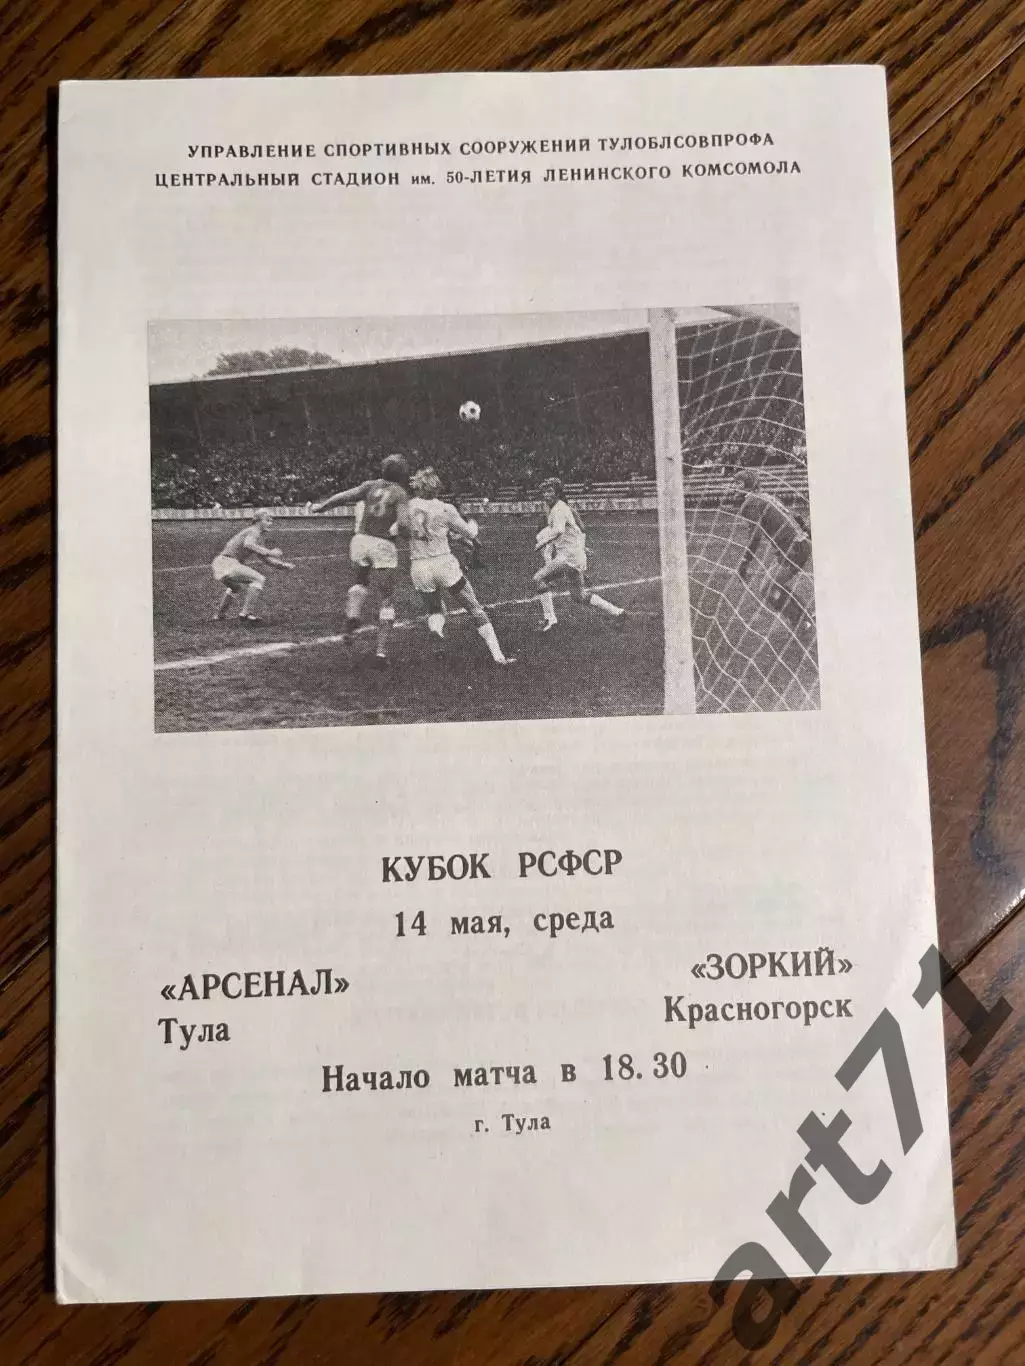 УПРАВЛЕНИЕ СПОРТИВНЫХ СООРУЖЕНИЙ ТУЛОБЛСОВПРОФА
ЦЕНТРАЛЬНЫЙ СТАДИОН им. 50-ЛЕТИЯ ЛЕНИНСКОГО КОМСОМОЛА
КУБОК РСФСР
14 мая, среда
«АРСЕНАЛ» «ЗОРКИЙ»
Тула Красногорск
Начало матча в 18.30
г. Тула
art71